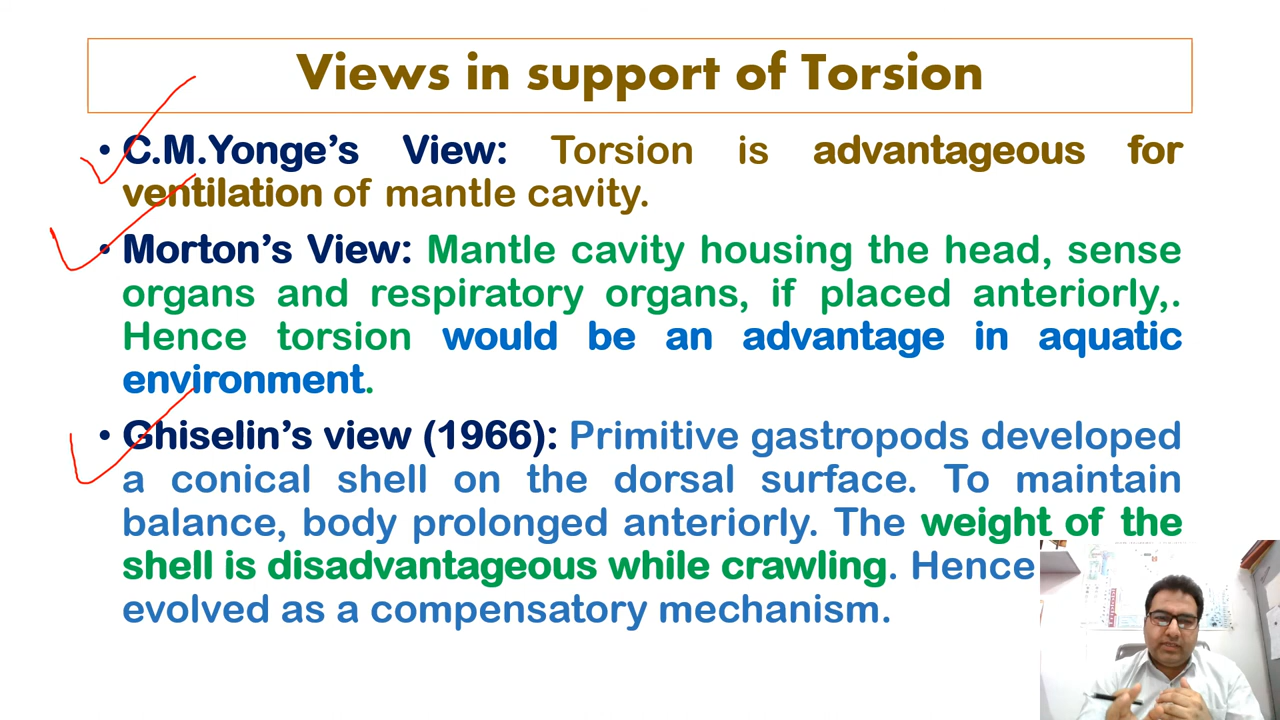 Views in support of Torsion
• C.M.Yonge's View: Torsion is advantageous for
ventilation of mantle cavity.
• Morton's View: Mantle cavity housing the head, sense
organs and respiratory organs, if placed anteriorly,.
Hence torsion would be an advantage in aquatic
environment.
• Ghiselin's view (1966): Primitive gastropods developed
a conical shell on the dorsal surface. To maintain
balance, body prolonged anteriorly. The weight of the
shell is disadvantageous while crawling. Hence
evolved as a compensatory mechanism.